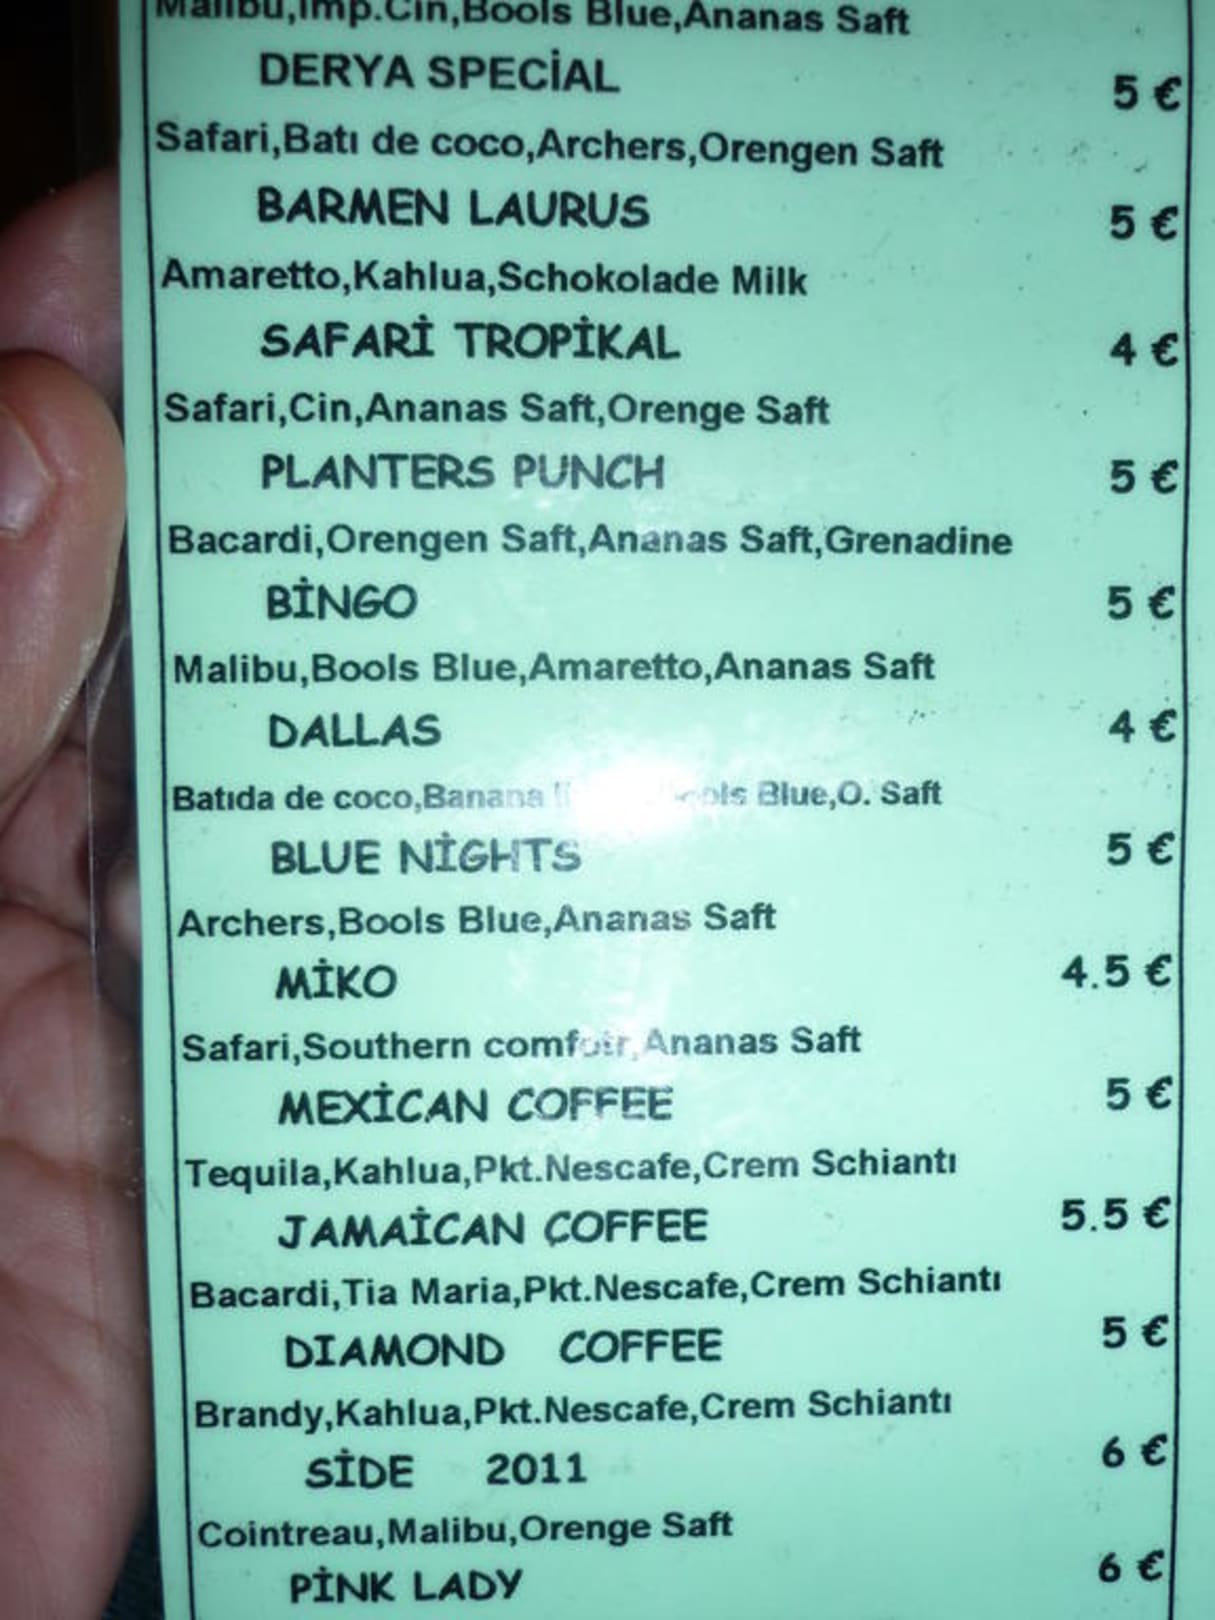 Malibu,Imp.Cin,Bools Blue,Ananas Saft
DERYA SPECİAL 5 €
Safari,Batı de coco,Archers,Orengen Saft
BARMEN LAURUS 5 €
Amaretto,Kahlua,Schokolade Milk
SAFARİ TROPİKAL 4 €
Safari,Cin,Ananas Saft,Orenge Saft
PLANTERS PUNCH 5 €
Bacardi,Orengen Saft,Ananas Saft,Grenadine
BİNGO 5 €
Malibu,Bools Blue,Amaretto,Ananas Saft
DALLAS 4 €
Batıda de coco,Banana Blue,O. Saft
BLUE NİGHTS 5 €
Archers,Bools Blue,Ananas Saft
MİKO 4.5 €
Safari,Southern comfotr,Ananas Saft
MEXİCAN COFFEE 5 €
Tequila,Kahlua,Pkt.Nescafe,Crem Schiantı
JAMAİCAN COFFEE 5.5 €
Bacardi,Tia Maria,Pkt.Nescafe,Crem Schiantı
DIAMOND COFFEE 5 €
Brandy,Kahlua,Pkt.Nescafe,Crem Schiantı
SİDE 2011 6 €
Cointreau,Malibu,Orenge Saft
PİNK LADY 6 €